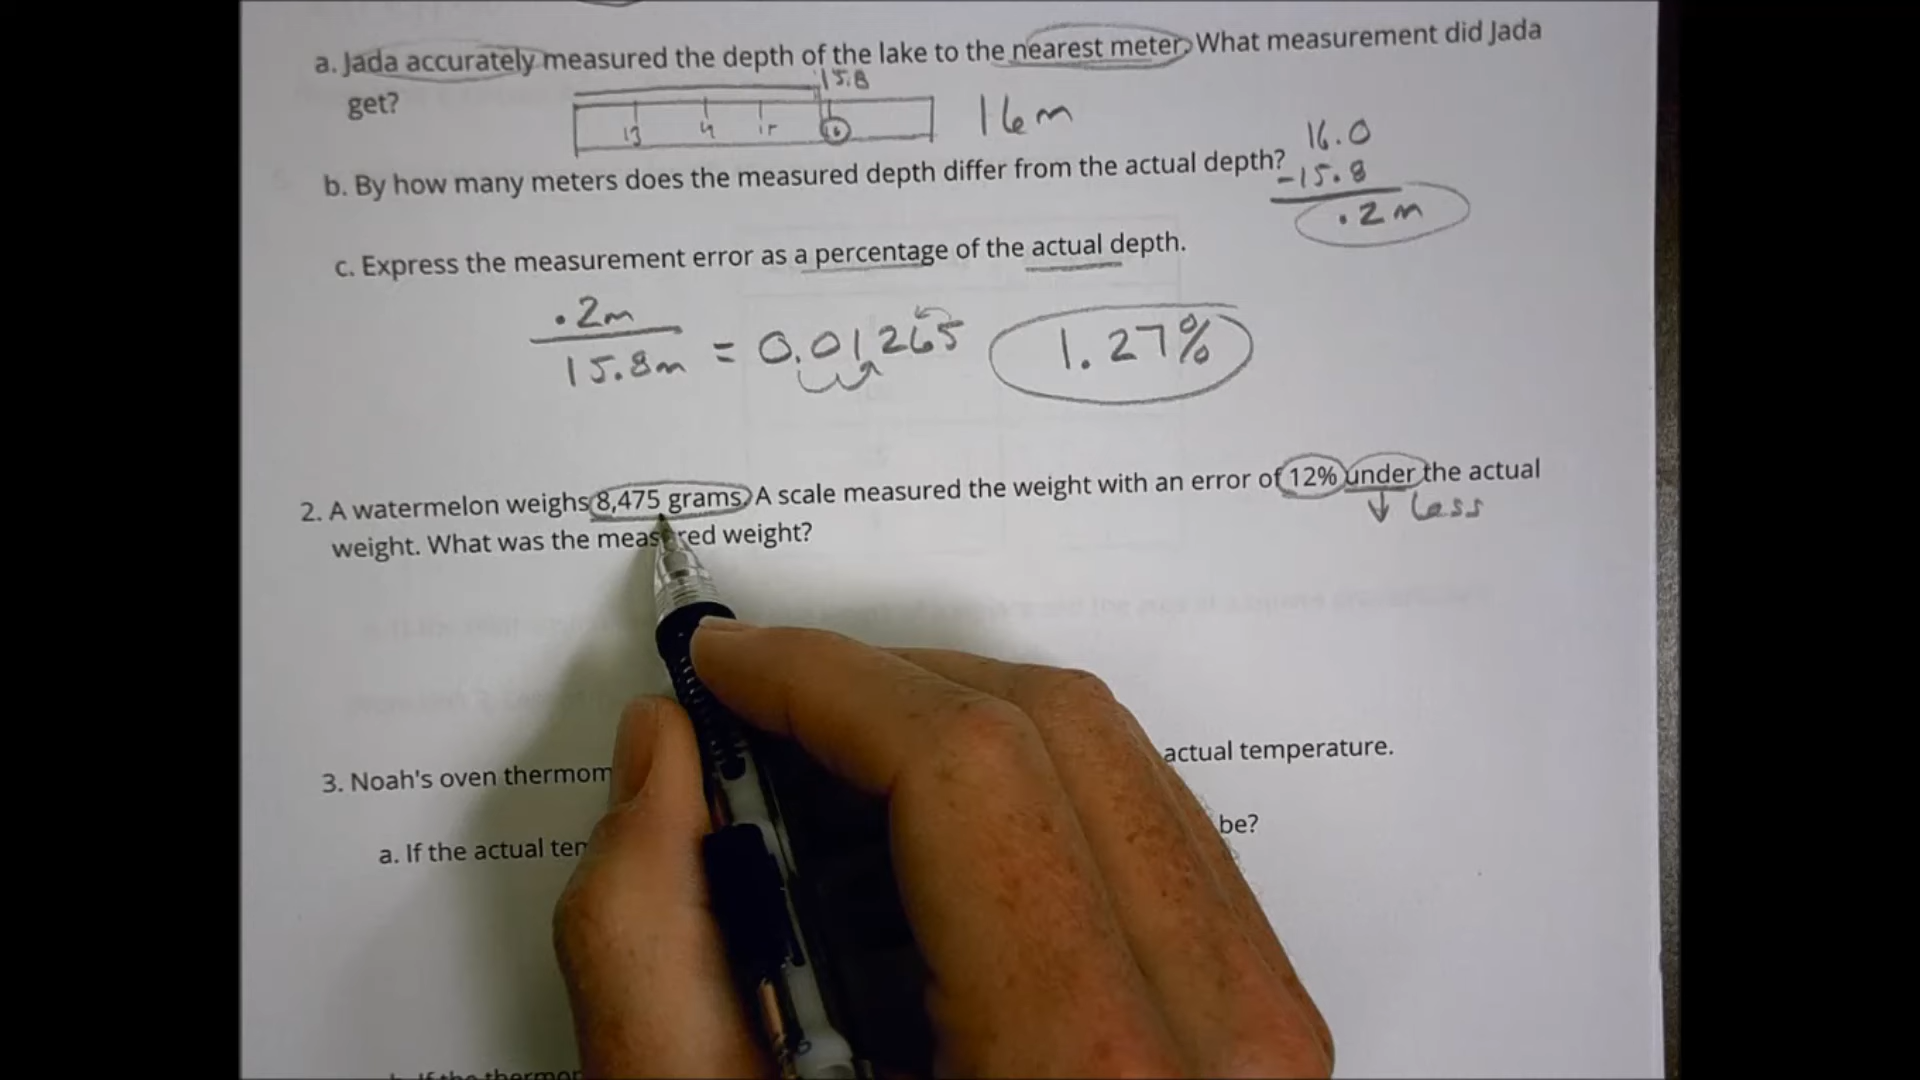 a. Jada accurately measured the depth of the lake to the nearest meter. What measurement did Jada
get?
15.8
13 14 15 16
16m
16.0
-15.8
.2m
b. By how many meters does the measured depth differ from the actual depth?
c. Express the measurement error as a percentage of the actual depth.
.2m
15.8m = 0.01265 1.27%
2. A watermelon weighs 8,475 grams. A scale measured the weight with an error of 12% under the actual
↓ Less
weight. What was the measured weight?
3. Noah's oven actual temperature.
a. If the actual be?